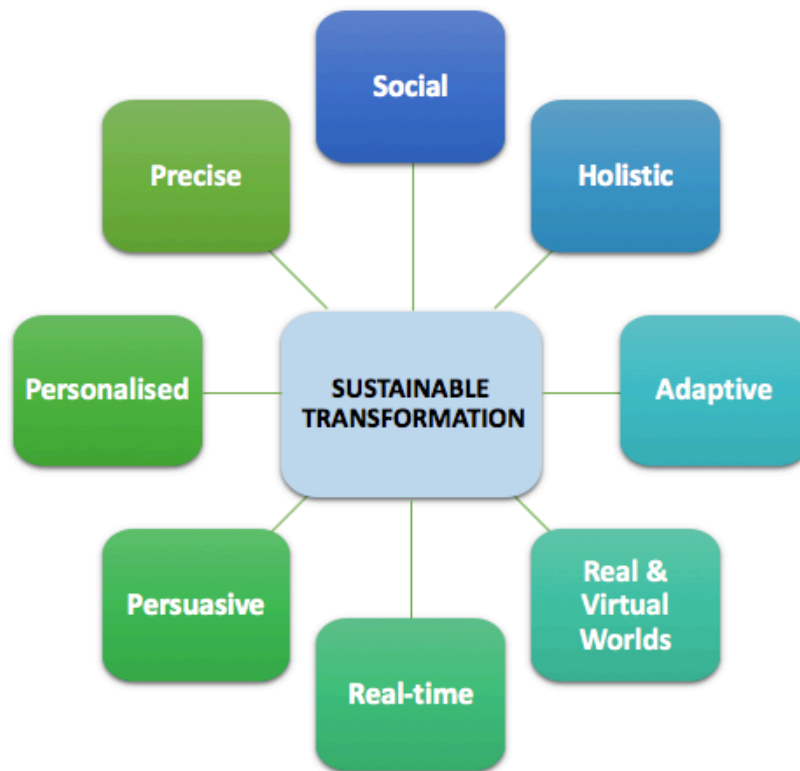 Social
Holistic
Adaptive
Real &
Virtual
Worlds
Real-time
Persuasive
Personalised
Precise
SUSTAINABLE
TRANSFORMATION